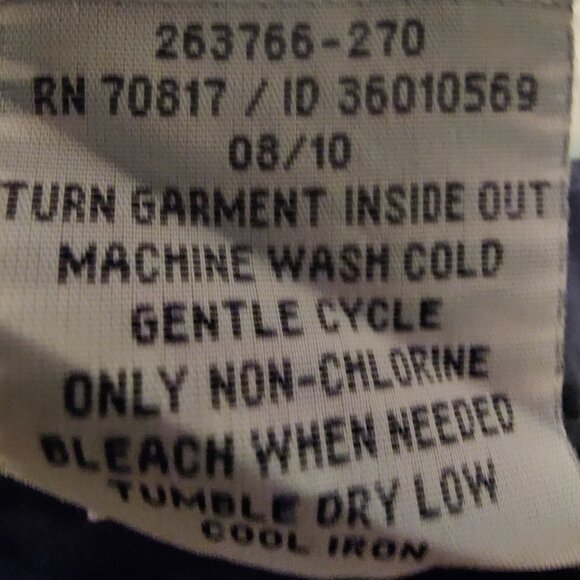 263766-270
RN 70817 / ID 36010569
08/10
TURN GARMENT INSIDE OUT
MACHINE WASH COLD
GENTLE CYCLE
ONLY NON-CHLORINE
BLEACH WHEN NEEDED
TUMBLE DRY LOW
COOL IRON